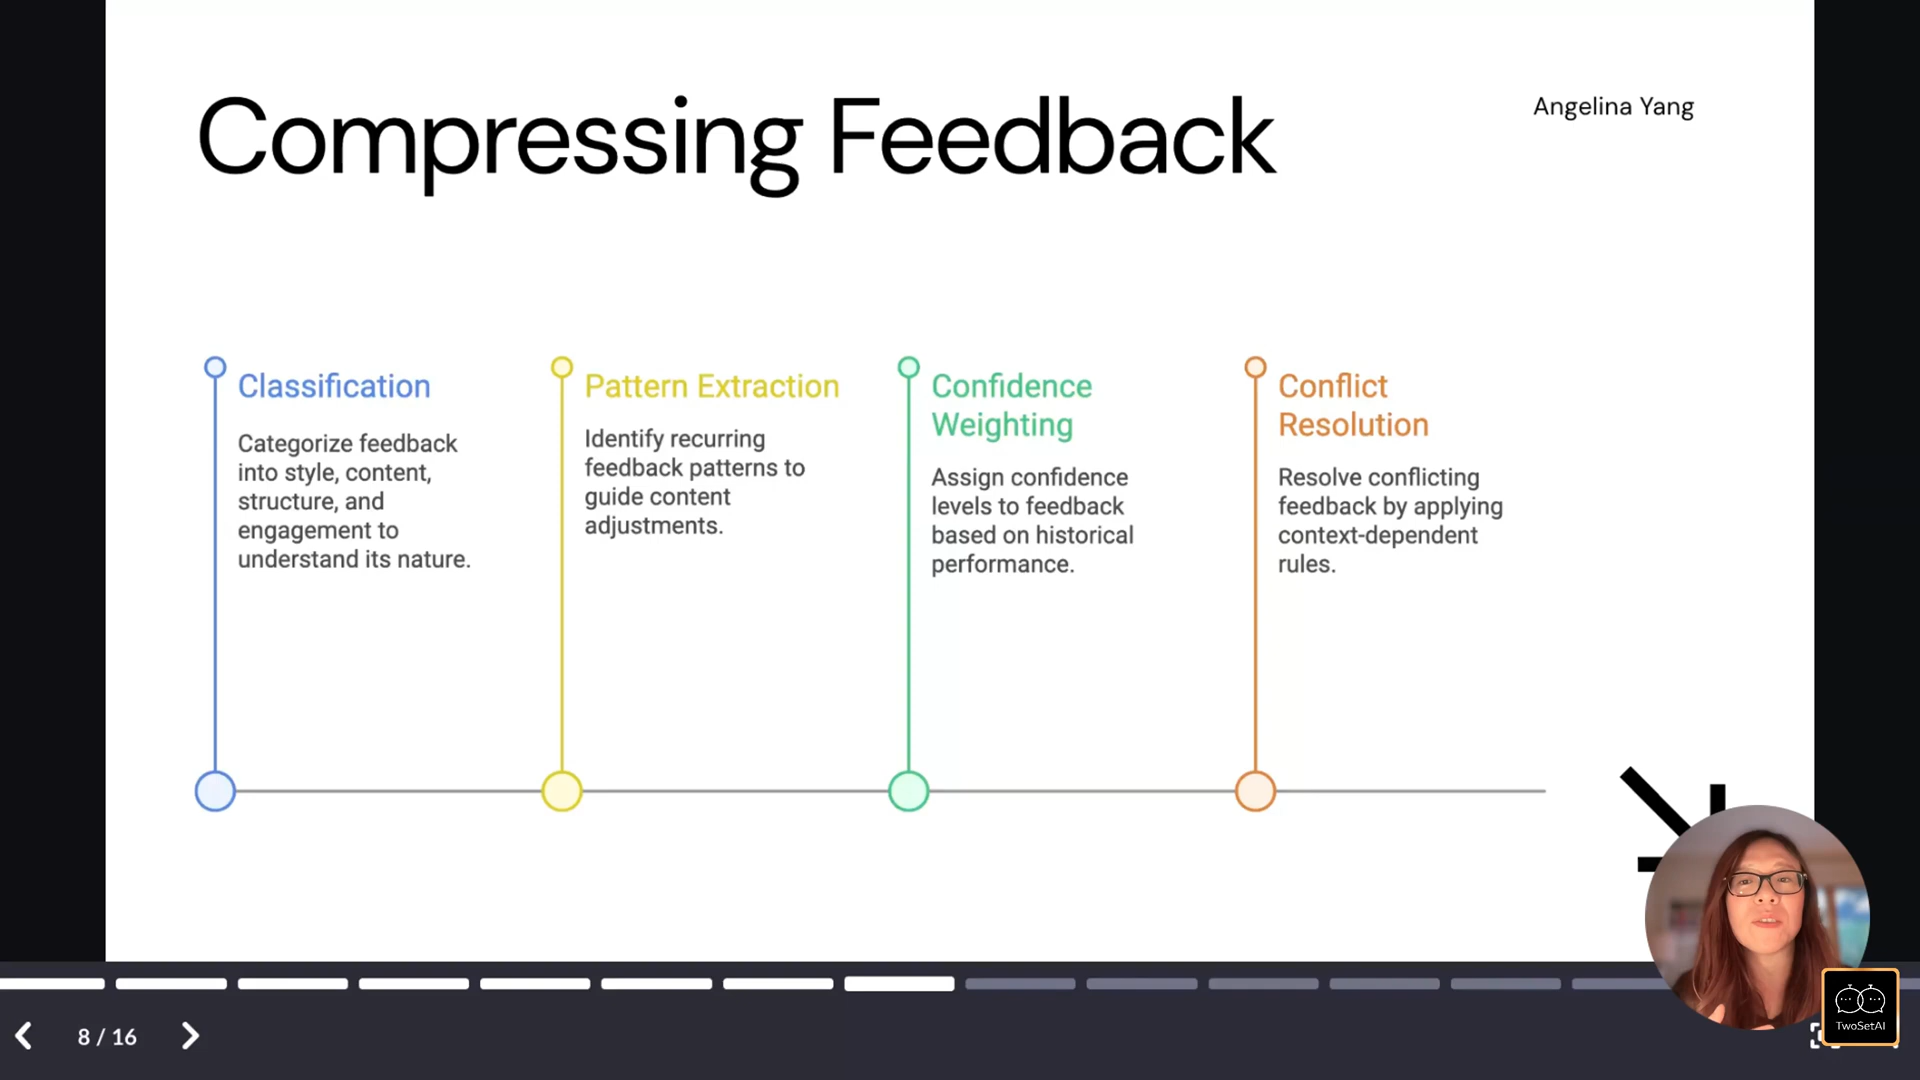 Compressing Feedback
Angelina Yang
Classification
Categorize feedback
into style, content,
structure, and
engagement to
understand its nature.
Pattern Extraction
Identify recurring
feedback patterns to
guide content
adjustments.
Confidence
Weighting
Assign confidence
levels to feedback
based on historical
performance.
Conflict
Resolution
Resolve conflicting
feedback by applying
context-dependent
rules.
8 / 16
TwoSetAI